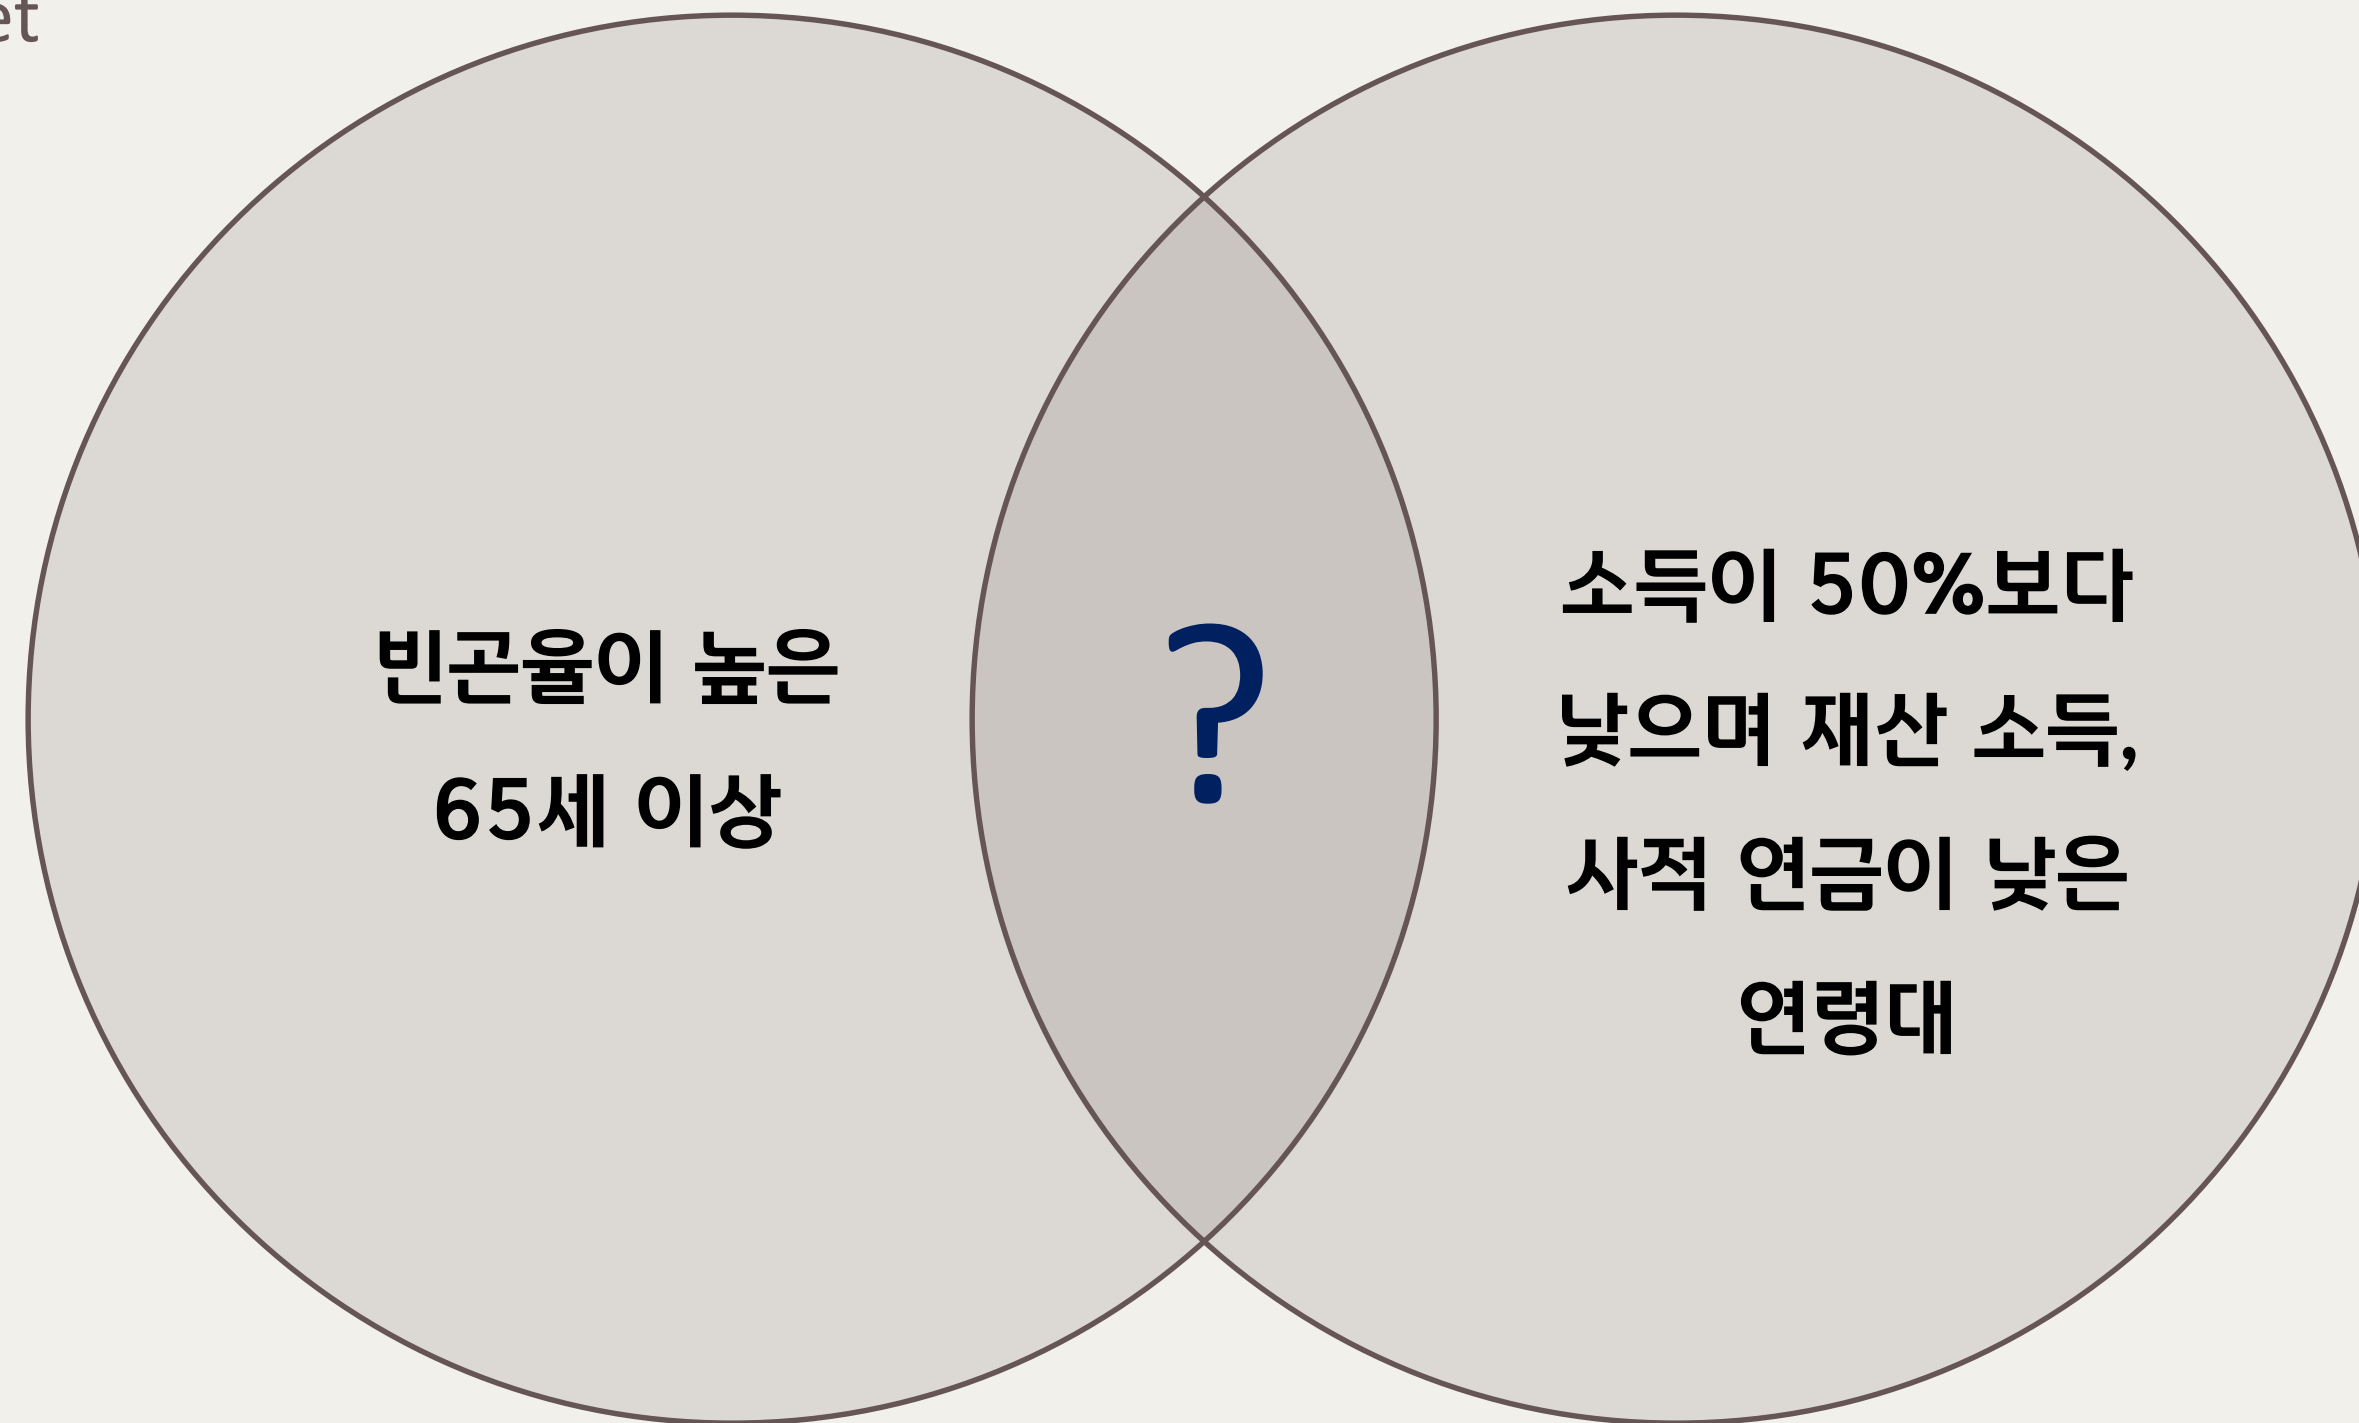 et
빈곤율이 높은
65세 이상
?
소득이 50%보다
낮으며 재산 소득,
사적 연금이 낮은
연령대